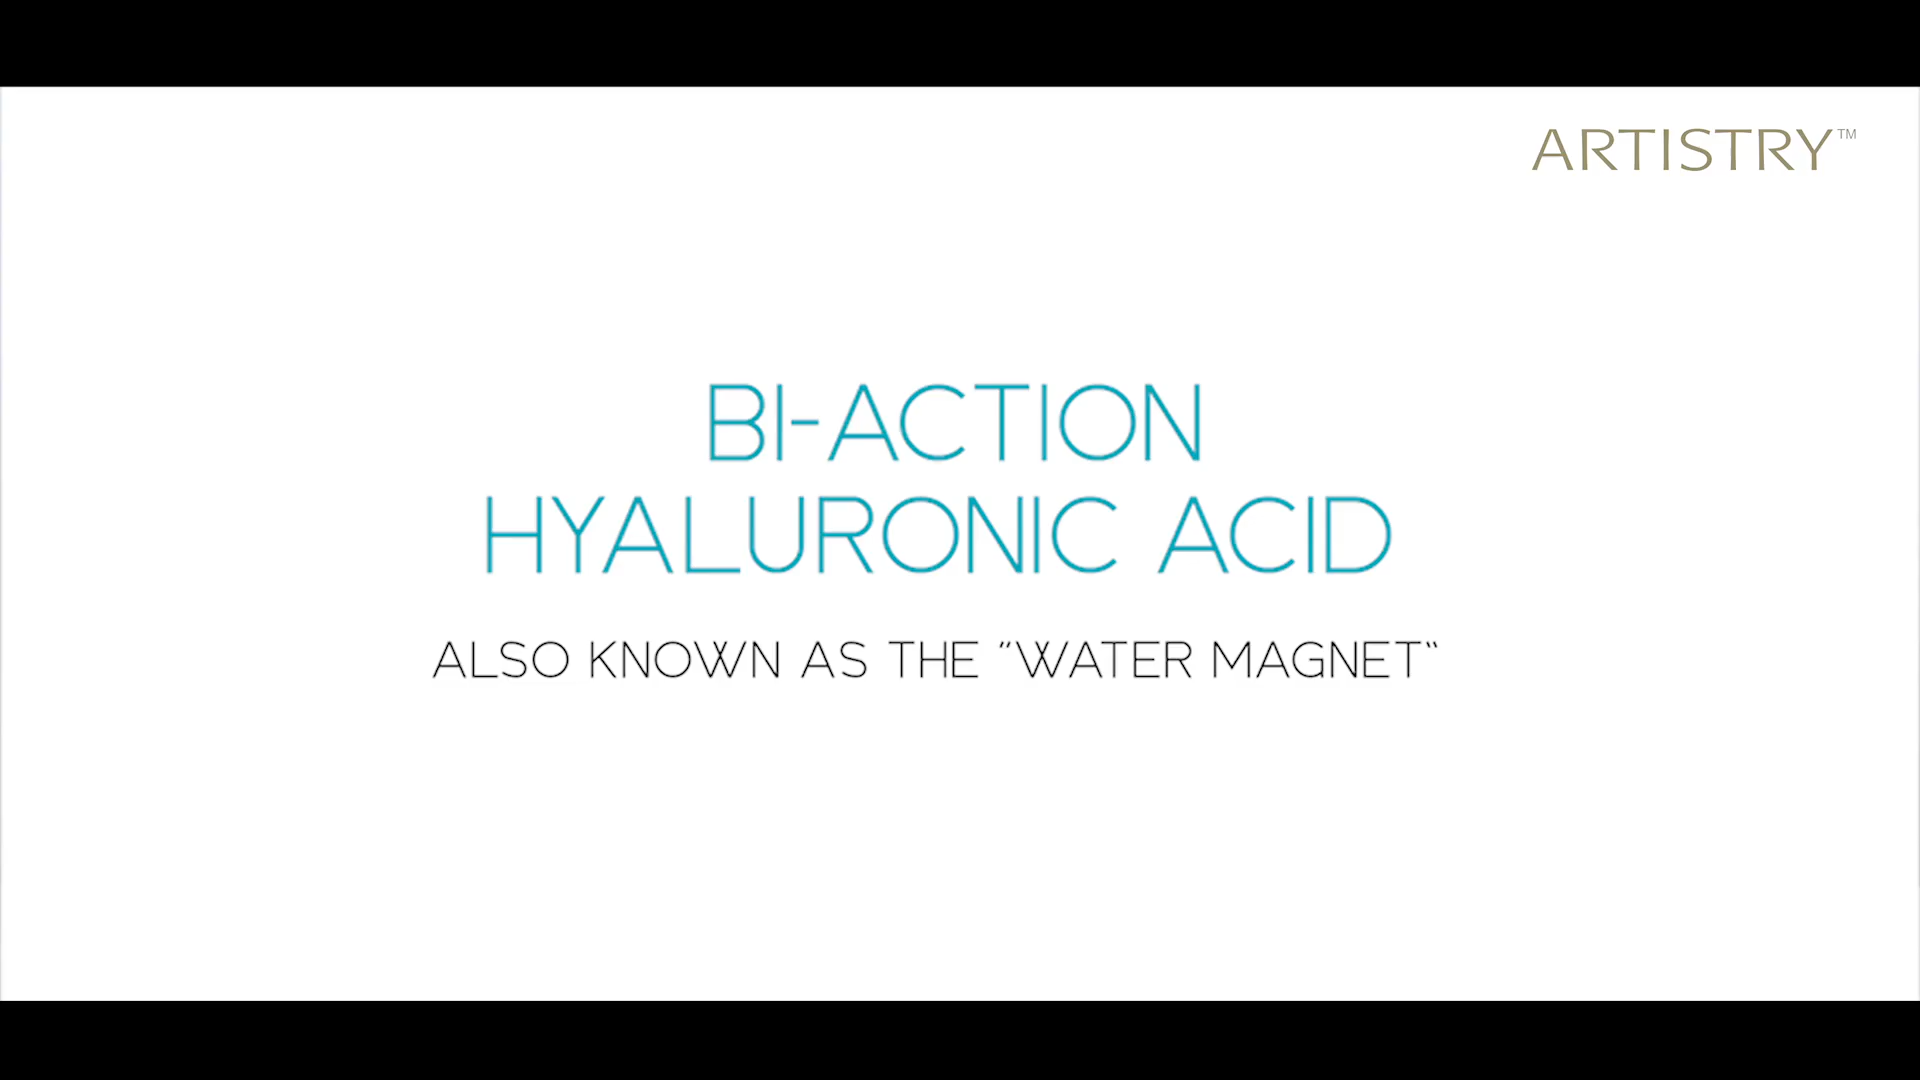 ARTISTRY™
BI-ACTION
HYALURONIC ACID
ALSO KNOWN AS THE “WATER MAGNET“